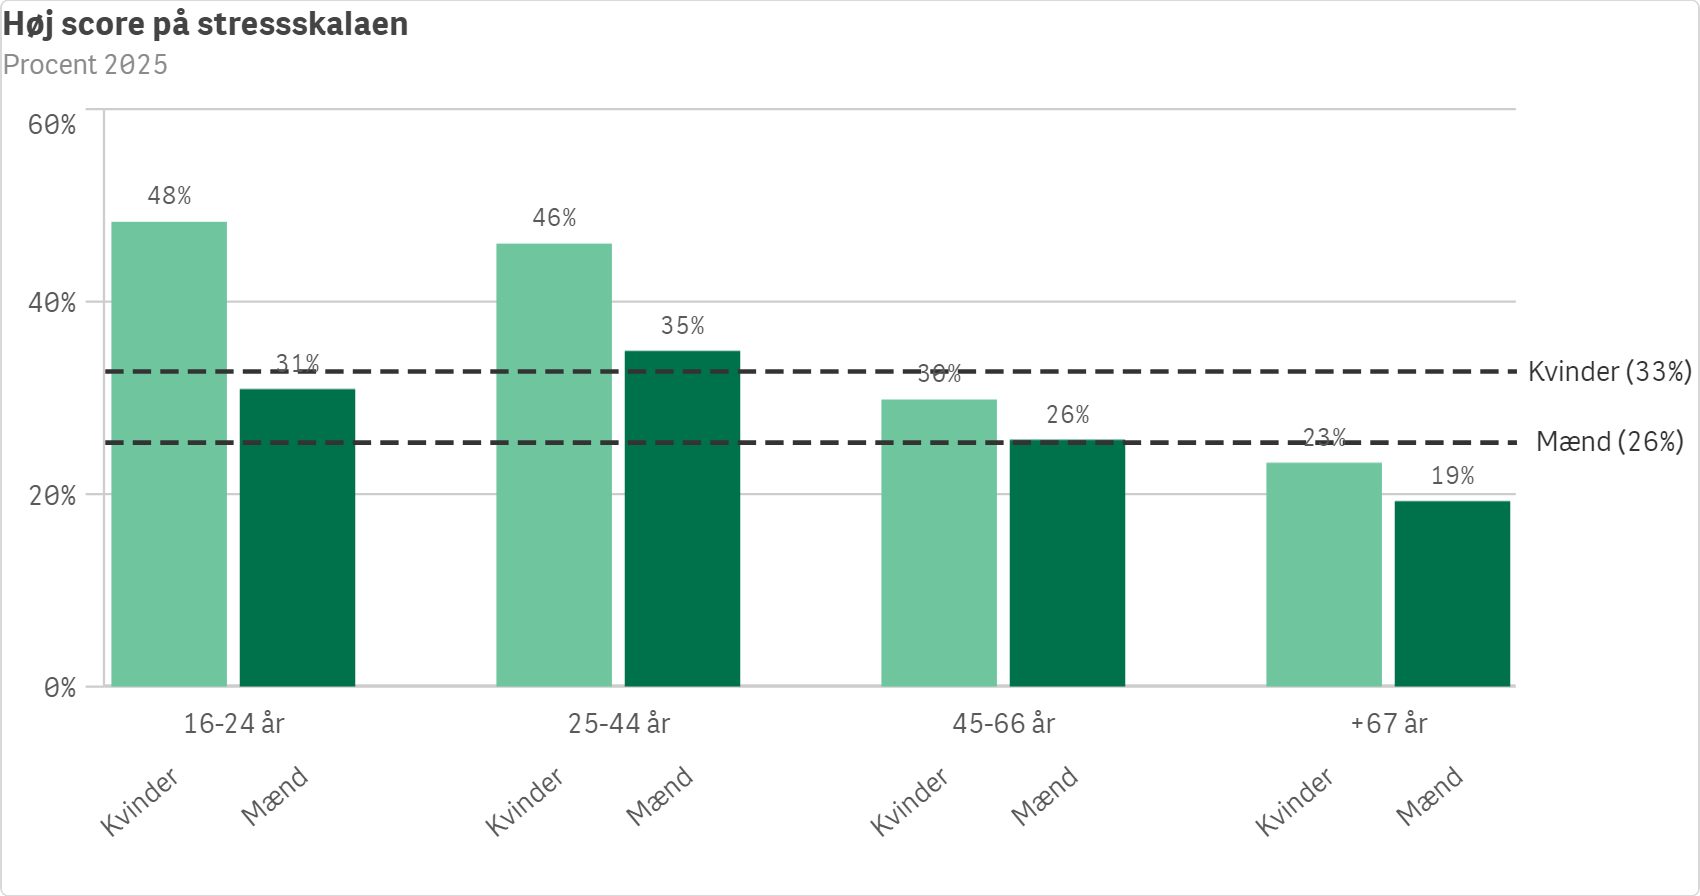 Høj score på stressskalaen
Procent 2025
60%
40%
20%
0%
48%
31%
46%
35%
30%
26%
23%
19%
Kvinder (33%)
Mænd (26%)
16-24 år
25-44 år
45-66 år
+67 år
Kvinder
Mænd
Kvinder
Mænd
Kvinder
Mænd
Kvinder
Mænd